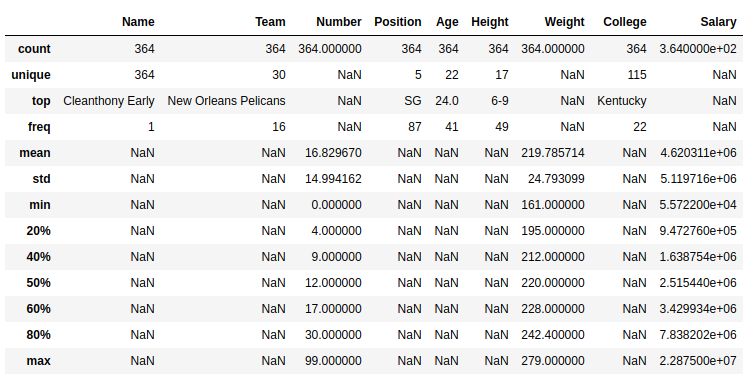 Name Team Number Position Age Height Weight College Salary
count 364 364 364.000000 364 364 364 364.000000 364 3.640000e+02
unique 364 30 NaN 5 22 17 NaN 115 NaN
top Cleanthony Early New Orleans Pelicans NaN SG 24.0 6-9 NaN Kentucky NaN
freq 1 16 NaN 87 41 49 NaN 22 NaN
mean NaN NaN 16.829670 NaN NaN NaN 219.785714 NaN 4.620311e+06
std NaN NaN 14.994162 NaN NaN NaN 24.793099 NaN 5.119716e+06
min NaN NaN 0.000000 NaN NaN NaN 161.000000 NaN 5.572200e+04
20% NaN NaN 4.000000 NaN NaN NaN 195.000000 NaN 9.472760e+05
40% NaN NaN 9.000000 NaN NaN NaN 212.000000 NaN 1.638754e+06
50% NaN NaN 12.000000 NaN NaN NaN 220.000000 NaN 2.515440e+06
60% NaN NaN 17.000000 NaN NaN NaN 228.000000 NaN 3.429934e+06
80% NaN NaN 30.000000 NaN NaN NaN 242.400000 NaN 7.838202e+06
max NaN NaN 99.000000 NaN NaN NaN 279.000000 NaN 2.287500e+07